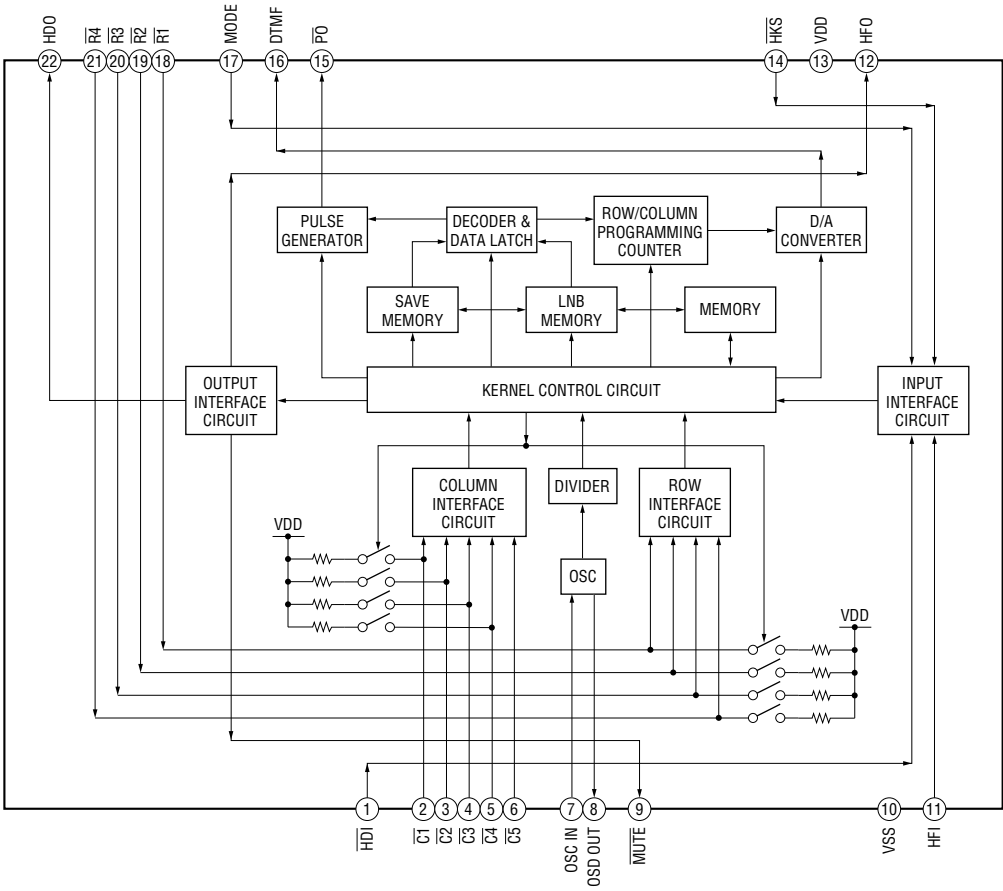 HDO
R4
R3
R2
R1
MODE
DTMF
PO
HKS
VDD
HFO
22
21
20
19
18
17
16
15
14
13
12
PULSE
GENERATOR
DECODER &
DATA LATCH
ROW/COLUMN
PROGRAMMING
COUNTER
D/A
CONVERTER
SAVE
MEMORY
LNB
MEMORY
MEMORY
OUTPUT
INTERFACE
CIRCUIT
KERNEL CONTROL CIRCUIT
INPUT
INTERFACE
CIRCUIT
COLUMN
INTERFACE
CIRCUIT
DIVIDER
ROW
INTERFACE
CIRCUIT
VDD
OSC
VDD
1
2
3
4
5
6
7
8
9
10
11
HDI
C1
C2
C3
C4
C5
OSC IN
OSD OUT
MUTE
VSS
HFI